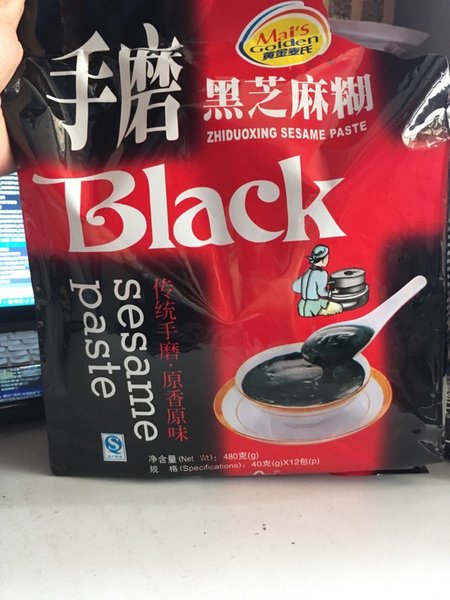 Mai's
Golden
黄金麦氏
手磨
黑芝麻糊
ZHIDUOXING SESAME PASTE
Black
sesame
paste
传统手磨·原香原味
净含量(Net Wt): 480克(g)
规 格(Specifications): 40克(g)X12包(p)